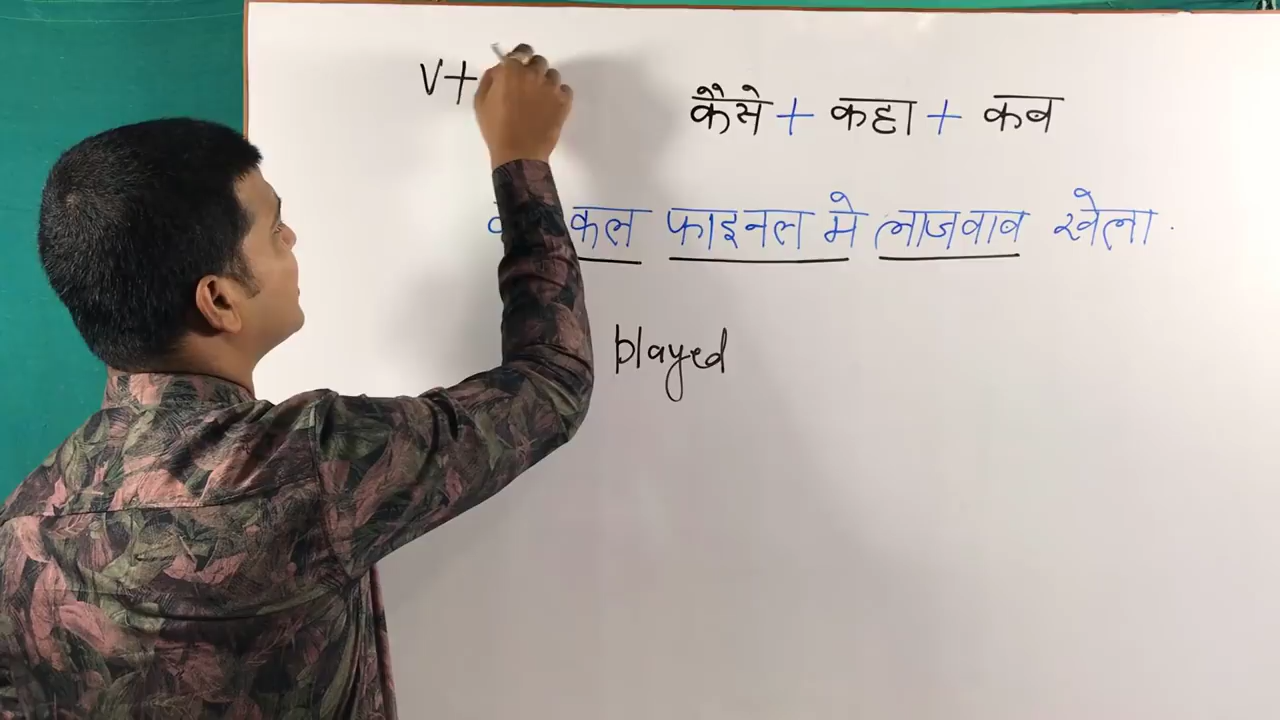 V+
कैसे + कहा + कब
कल फाइनल मे लाजवाब खेला.
played